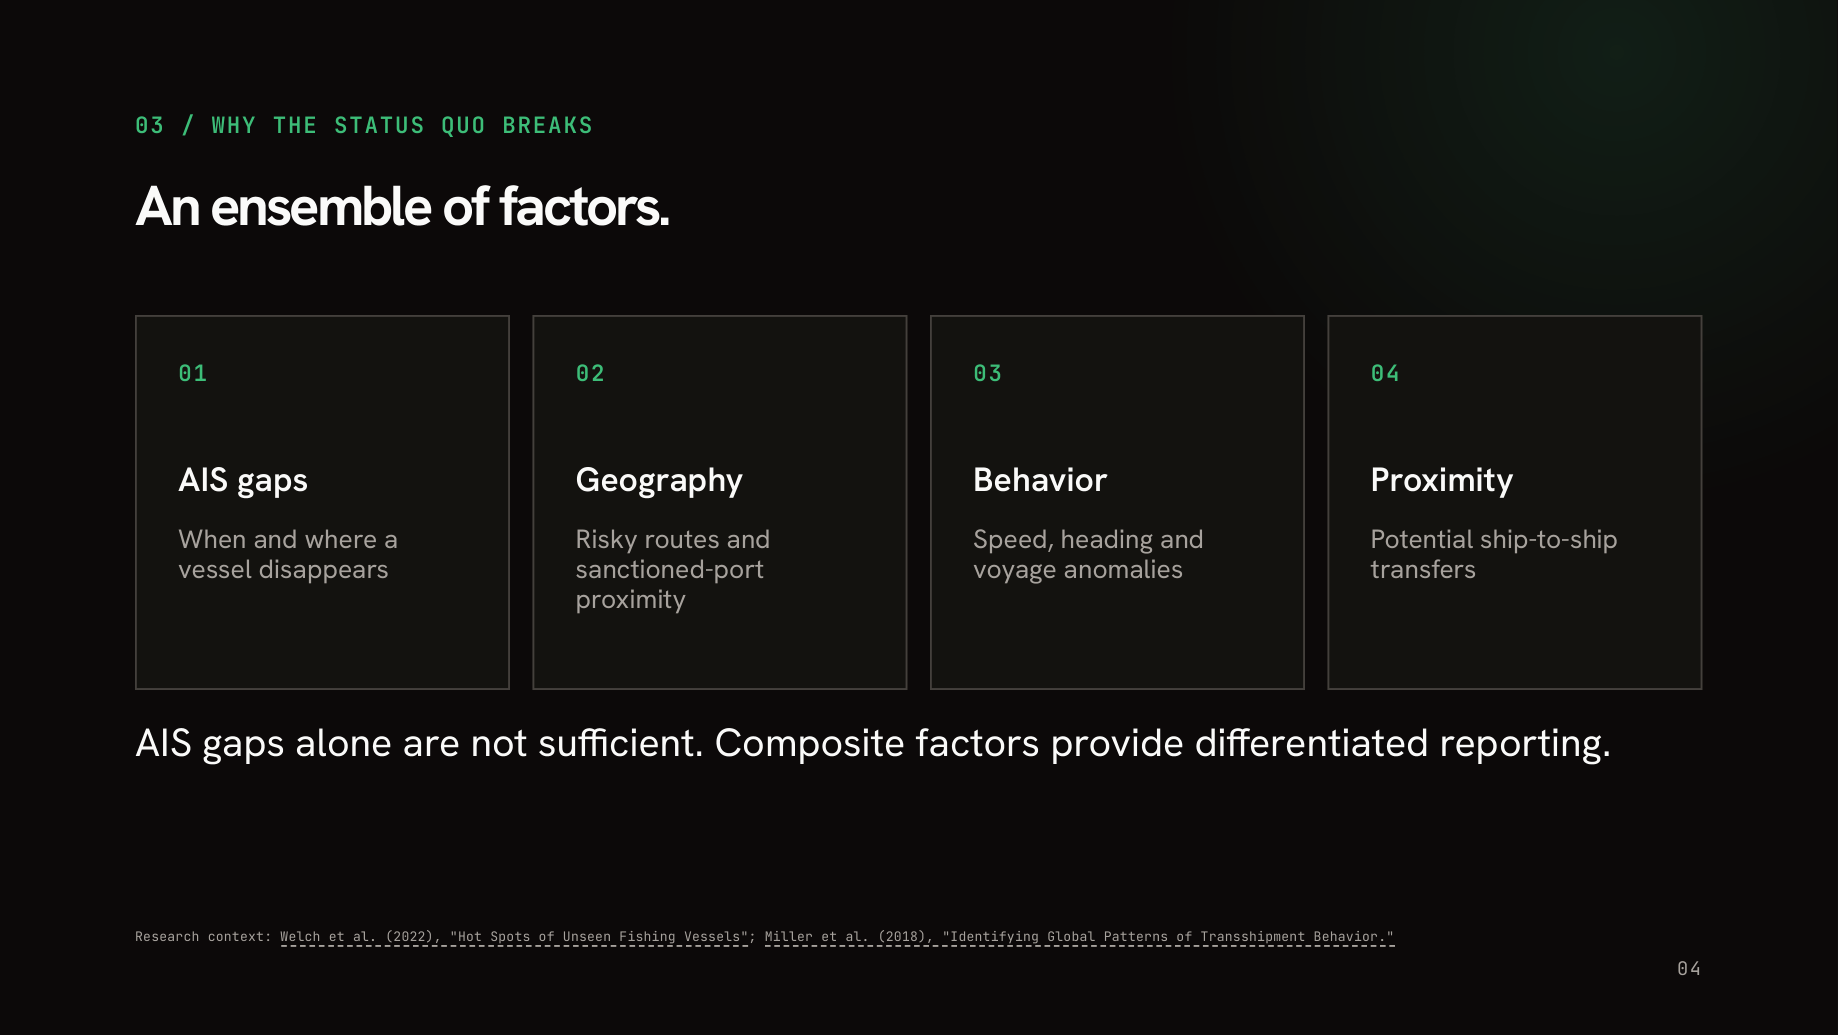 03 / WHY THE STATUS QUO BREAKS
An ensemble of factors.
01
AIS gaps
When and where a
vessel disappears
02
Geography
Risky routes and
sanctioned-port
proximity
03
Behavior
Speed, heading and
voyage anomalies
04
Proximity
Potential ship-to-ship
transfers
AIS gaps alone are not sufficient. Composite factors provide differentiated reporting.
Research context: Welch et al. (2022), "Hot Spots of Unseen Fishing Vessels"; Miller et al. (2018), "Identifying Global Patterns of Transshipment Behavior."
04